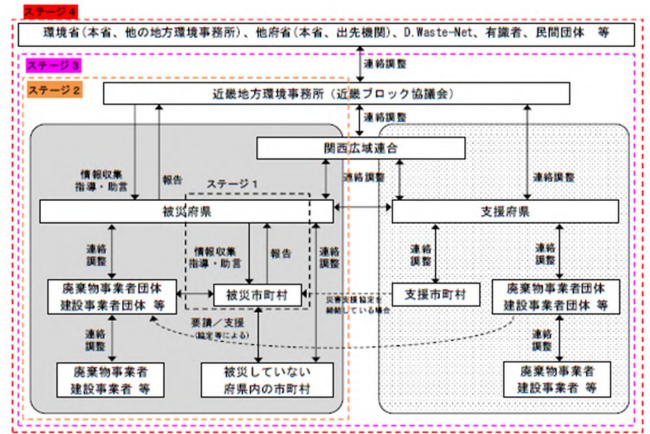 ステージ4
環境省(本省、他の地方環境事務所)、他府省(本省、出先機関)、D.Waste-Net、有識者、民間団体 等
ステージ3
連絡調整
ステージ2
近畿地方環境事務所(近畿ブロック協議会)
連絡調整
関西広域連合
情報収集
指導・助言
報告
ステージ1
連絡調整
連絡調整
被災府県
支援府県
連絡
調整
情報収集
指導・助言
報告
連絡
調整
連絡
調整
連絡
調整
廃棄物事業者団体
建設事業者団体 等
被災市町村
災害支援協定を
締結している場合
支援市町村
廃棄物事業者団体
建設事業者団体 等
連絡
調整
要請/支援
(協定等による)
連絡
調整
廃棄物事業者
建設事業者 等
被災していない
府県内の市町村
廃棄物事業者
建設事業者 等